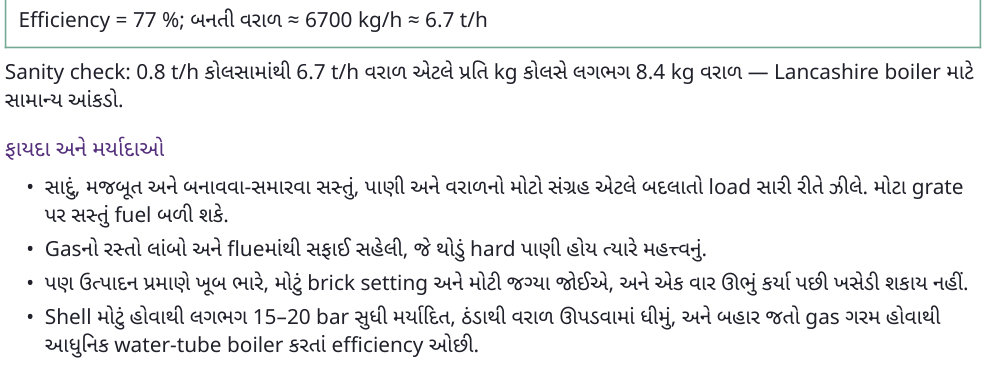 Efficiency = 77 %; બનતી વરાળ ≈ 6700 kg/h ≈ 6.7 t/h
Sanity check: 0.8 t/h કોલસામાંથી 6.7 t/h વરાળ એટલે પ્રતિ kg કોલસે લગભગ 8.4 kg વરાળ — Lancashire boiler માટે
સામાન્ય આંકડો.
ફાયદા અને મર્યાદાઓ
• સાદું, મજબૂત અને બનાવવા-સમારવા સસ્તું, પાણી અને વરાળનો મોટો સંગ્રહ એટલે બદલાતો load સારી રીતે ઝીલે. મોટા grate
પર સસ્તું fuel બળી શકે.
• Gasનો રસ્તો લાંબો અને flueમાંથી સફાઈ સહેલી, જે થોડું hard પાણી હોય ત્યારે મહત્ત્વનું.
• પણ ઉત્પાદન પ્રમાણે ખૂબ ભારે, મોટું brick setting અને મોટી જગ્યા જોઈએ, અને એક વાર ઊભું કર્યા પછી ખસેડી શકાય નહીં.
• Shell મોટું હોવાથી લગભગ 15–20 bar સુધી મર્યાદિત, ઠંડાથી વરાળ ઊપડવામાં ધીમું, અને બહાર જતો gas ગરમ હોવાથી
આધુનિક water-tube boiler કરતાં efficiency ઓછી.